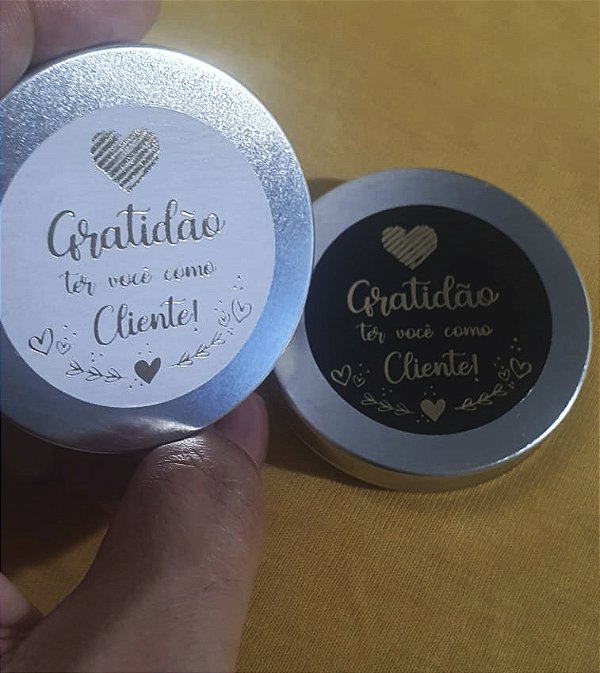 Gratidão
ter você como
Cliente!
Gratidão
ter você como
Cliente!